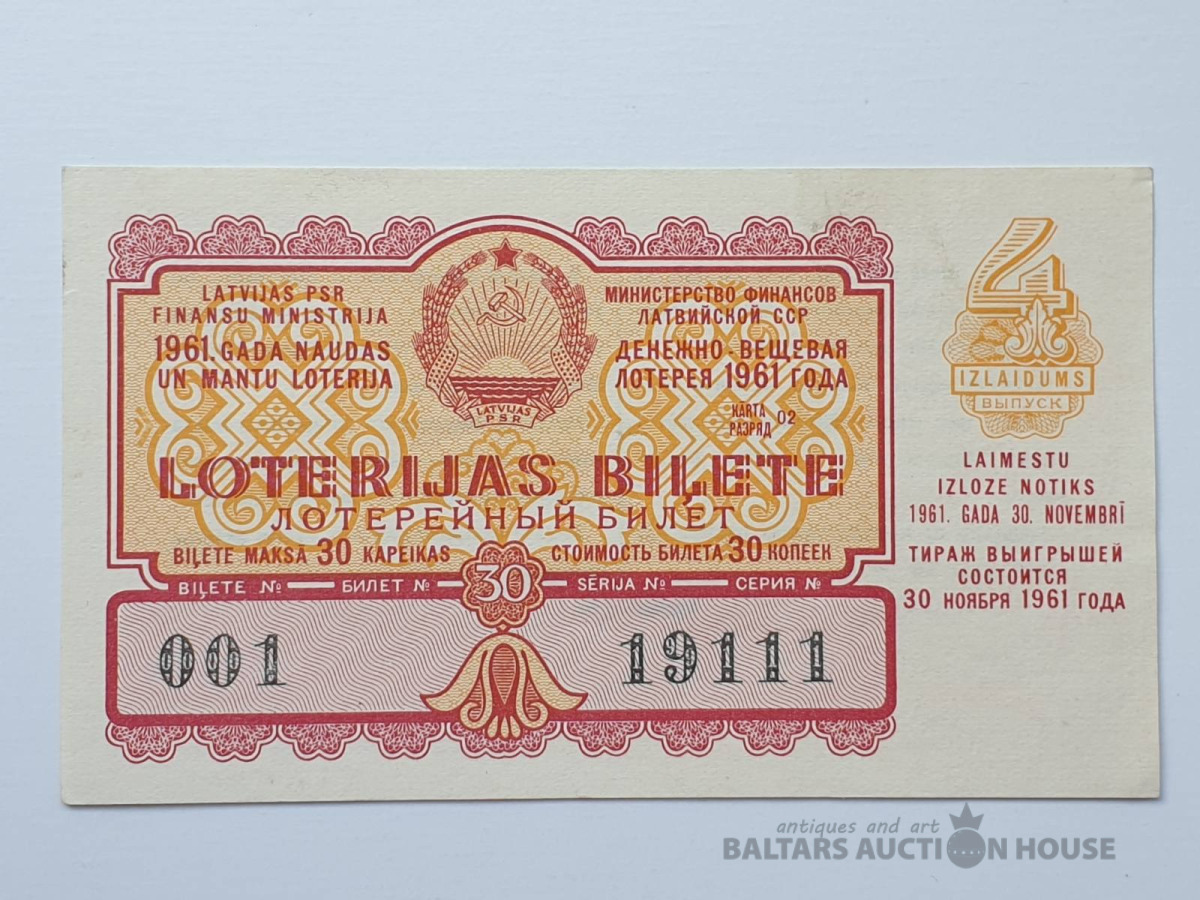 LATVIJAS PSR
FINANSU MINISTRIJA
1961. GADA NAUDAS
UN MANTU LOTERIJA
LATVIJAS
PSR
МИНИСТЕРСТВО ФИНАНСОВ
ЛАТВИЙСКОЙ ССР
ДЕНЕЖНО-ВЕЩЕВАЯ
ЛОТЕРЕЯ 1961 ГОДА
KĀRTA
РАЗРЯД 02
LOTERIJAS BIĻETE
ЛОТЕРЕЙНЫЙ БИЛЕТ
BIĻETE MAKSĀ 30 KAPEIKAS
СТОИМОСТЬ БИЛЕТА 30 КОПЕЕК
BIĻETE № — БИЛЕТ № — 30 — SĒRIJA № — СЕРИЯ №
001 19111
4
IZLAIDUMS
ВЫПУСК
LAIMESTU
IZLOZE NOTIKS
1961. GADA 30. NOVEMBRĪ
ТИРАЖ ВЫИГРЫШЕЙ
СОСТОИТСЯ
30 НОЯБРЯ 1961 ГОДА
antiques and art
BALTARS AUCTION HOUSE